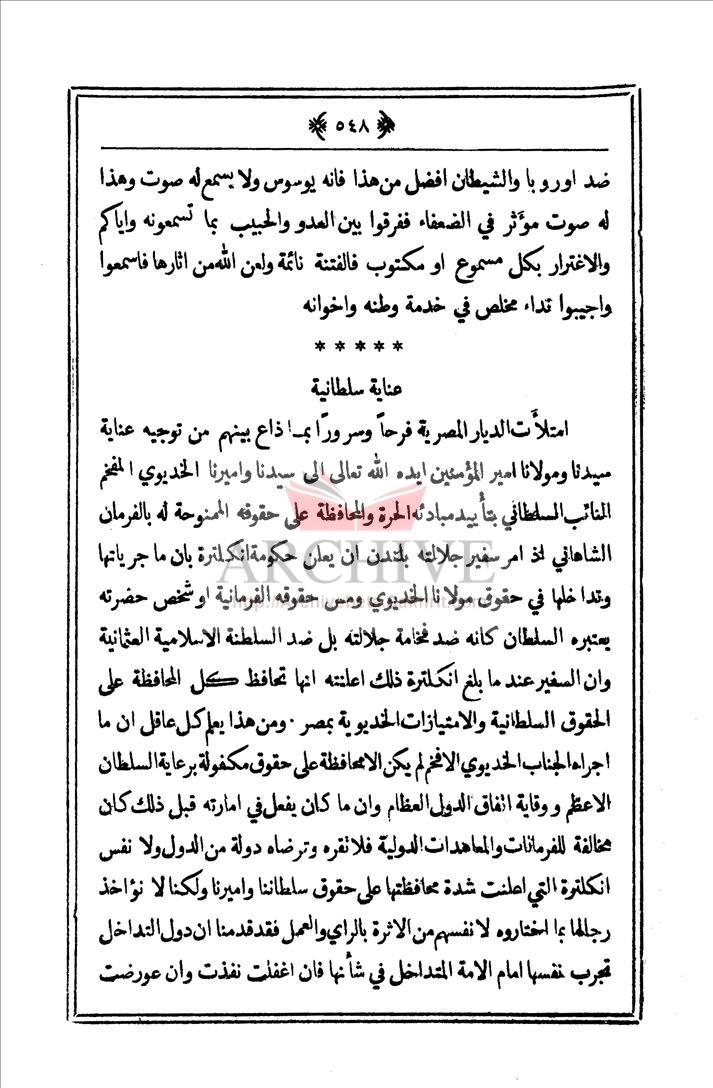 ﴿ ٥٤٨ ﴾
ضد اوروبا والشيطان افضل من هذا فانه يوسوس ولا يسمع له صوت وهذا
له صوت مؤثر في الضعفاء ففرقوا بين العدو والحبيب بما تسمعونه واياكم
والاغترار بكل مسموع او مكتوب فالفتنة نائمة ولعن الله من اثارها فاسمعوا
واجيبوا نداء مخلص في خدمة وطنه واخوانه
* * * * *
عناية سلطانية
امتلأت الديار المصرية فرحاً وسروراً بما ذاع بينهم من توجيه عناية
سيدنا ومولانا امير المؤمنين ايده الله تعالى الى سيدنا واميرنا الخديوي المفخم
النائب السلطاني بتأييد مبادئه الحرة والمحافظة على حقوقه الممنوحة له بالفرمان
الشاهاني لذ امر سفير جلالته بلندن ان يعلن حكومة انكلترة بان ما جرياتها
وتداخلها في حقوق مولانا الخديوي ومس حقوقه الفرمانية او شخص حضرته
يعتبره السلطان كانه ضد فخامة جلالته بل ضد السلطنة الاسلامية العثمانية
وان السفير عند ما بلغ انكلترة ذلك اعلنته انها تحافظ كل المحافظة على
الحقوق السلطانية والامتيازات الخديوية بمصر ٠ ومن هذا يعلم كل عاقل ان ما
اجراه الجناب الخديوي الافخم لم يكن الا محافظة على حقوق مكفولة برعاية السلطان
الاعظم ووقاية اتفاق الدول العظام وان ما كان يفعل في امارته قبل ذلك كان
مخالفة للفرمانات والمعاهدات الدولية فلا نقره وترضاه دولة من الدول ولا نفس
انكلترة التي اعلنت شدة محافظتها على حقوق سلطاننا واميرنا ولكنا لا نؤاخذ
رجالها بما اختاروه لانفسهم من الاثرة بالراي والعمل فقد قدمنا ان دول التداخل
تجرب نفسها امام الامة المتداخل في شأنها فان اغفلت نفذت وان عورضت
ARCHIVE